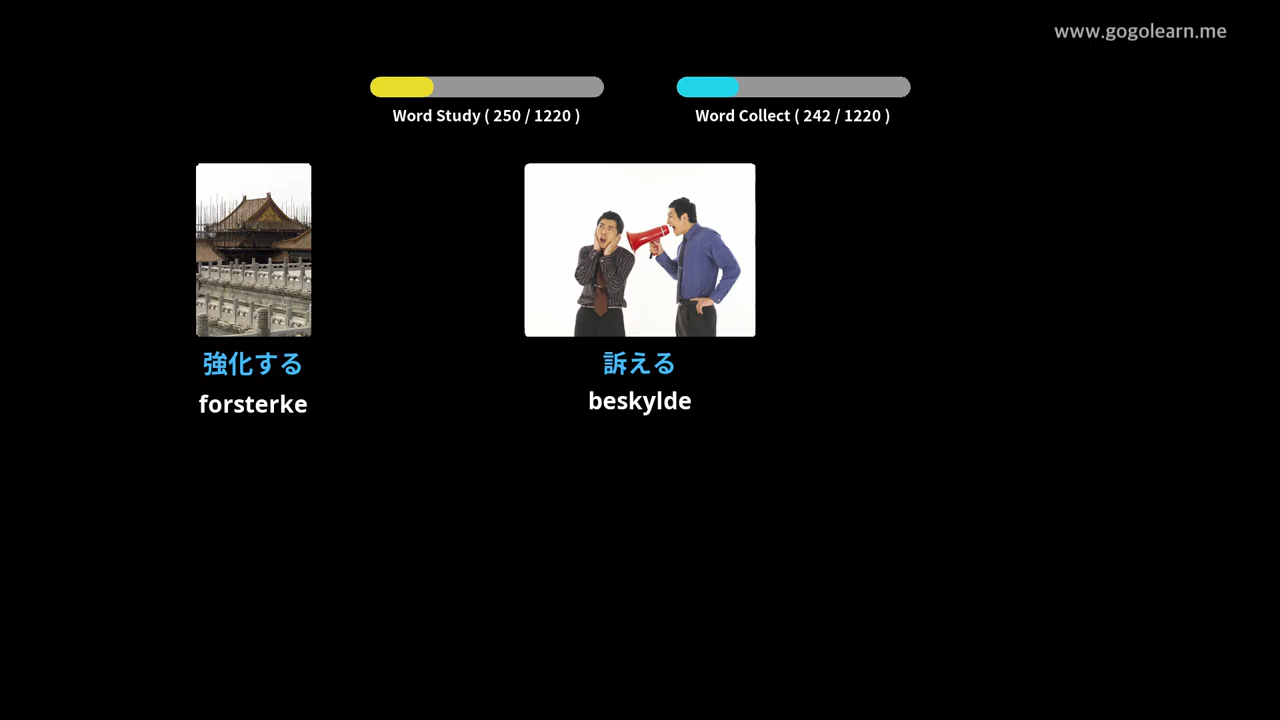 www.gogolearn.me
Word Study ( 250 / 1220 )
Word Collect ( 242 / 1220 )
強化する
forsterke
訴える
beskylde